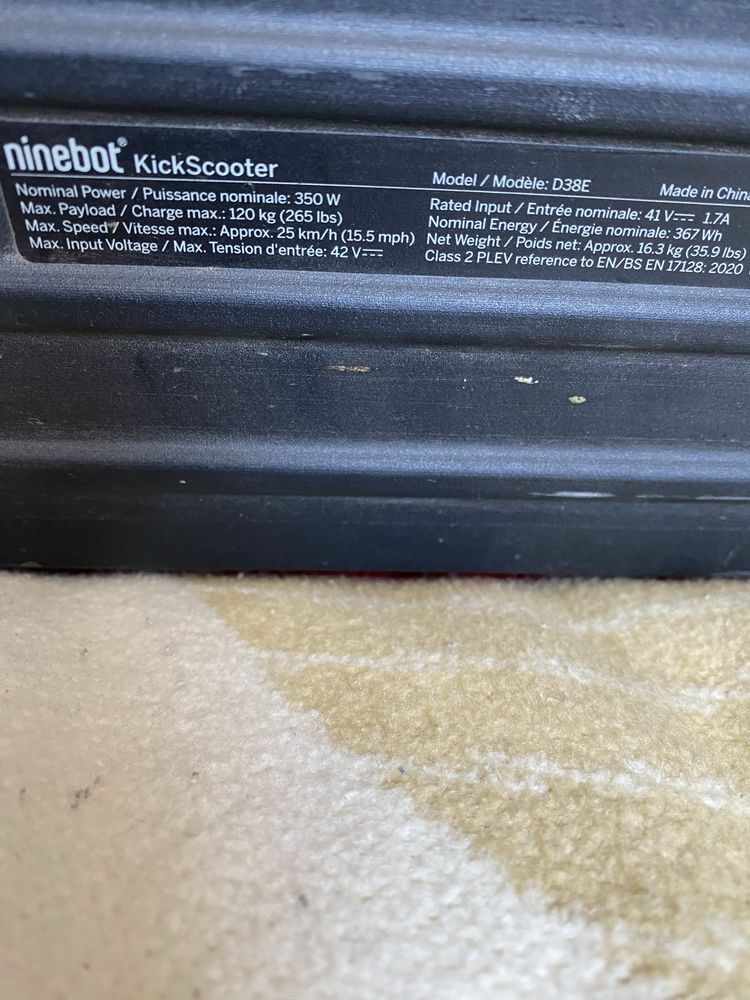 ninebot® KickScooter
Nominal Power / Puissance nominale: 350 W
Max. Payload / Charge max.: 120 kg (265 lbs)
Max. Speed / Vitesse max.: Approx. 25 km/h (15.5 mph)
Max. Input Voltage / Max. Tension d'entrée: 42 V⎓
Model / Modèle: D38E Made in China
Rated Input / Entrée nominale: 41 V⎓ 1.7A
Nominal Energy / Énergie nominale: 367 Wh
Net Weight / Poids net: Approx. 16.3 kg (35.9 lbs)
Class 2 PLEV reference to EN/BS EN 17128: 2020